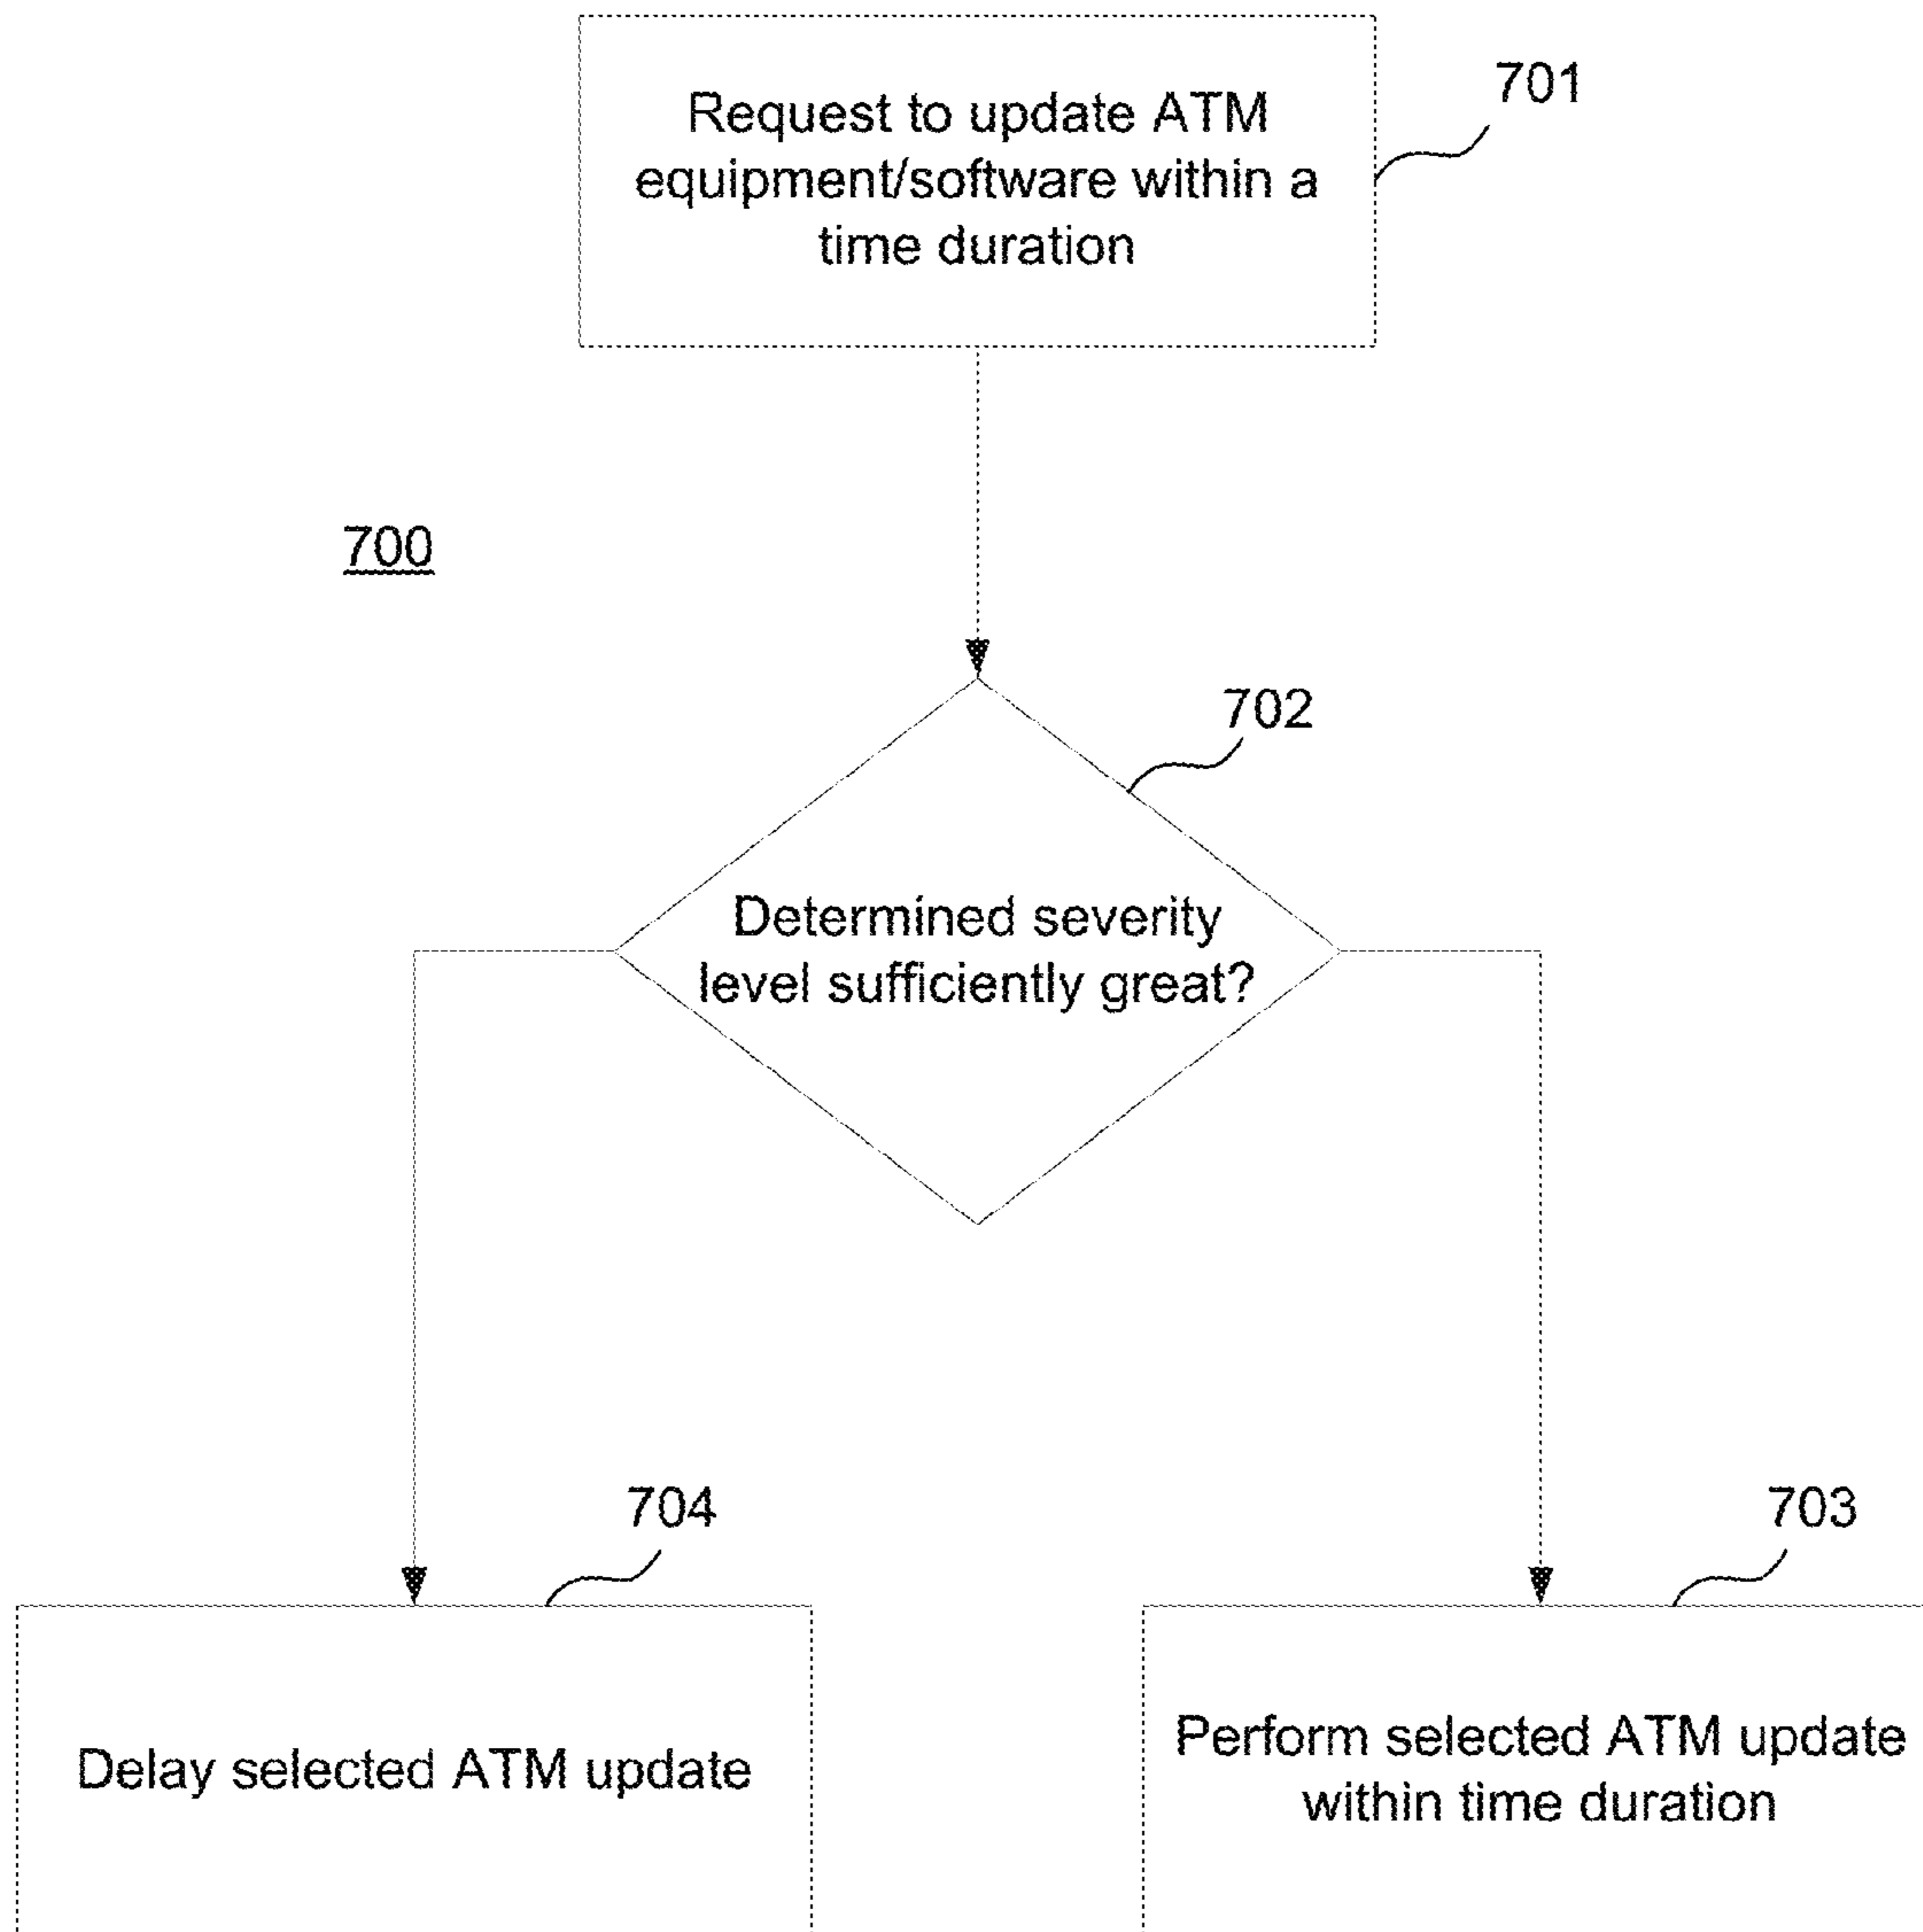 Request to update ATM
equipment/software within a
time duration
701
700
702
Determined severity
level sufficiently great?
704
703
Delay selected ATM update
Perform selected ATM update
within time duration